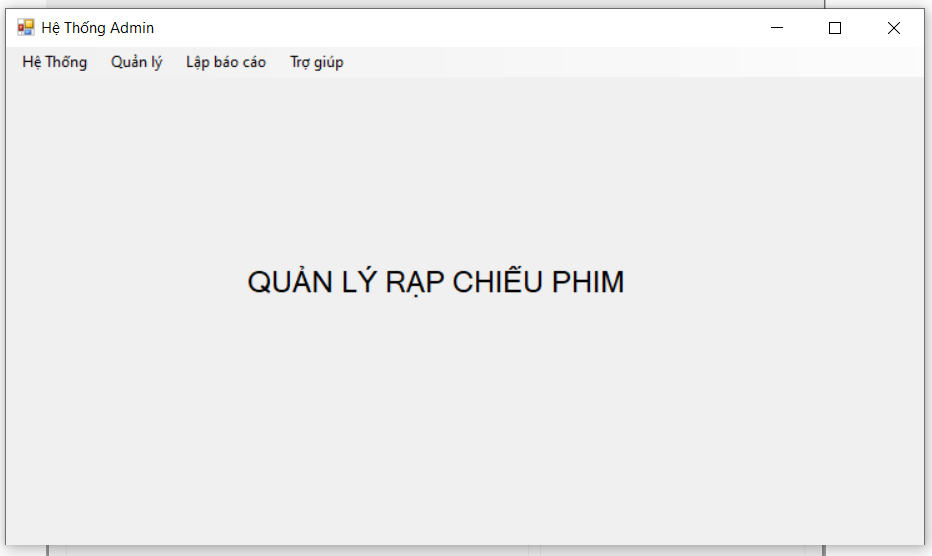 Hệ Thống Admin
Hệ Thống Quản lý Lập báo cáo Trợ giúp
QUẢN LÝ RẠP CHIẾU PHIM